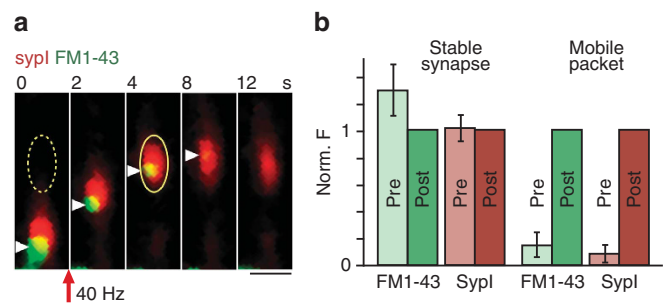 a
sypI FM1-43
0 2 4 8 12 s
40 Hz
b
Stable synapse
Mobile packet
Norm. F
1
0
Pre
Post
Pre
Post
Pre
Post
Pre
Post
FM1-43 SypI FM1-43 SypI